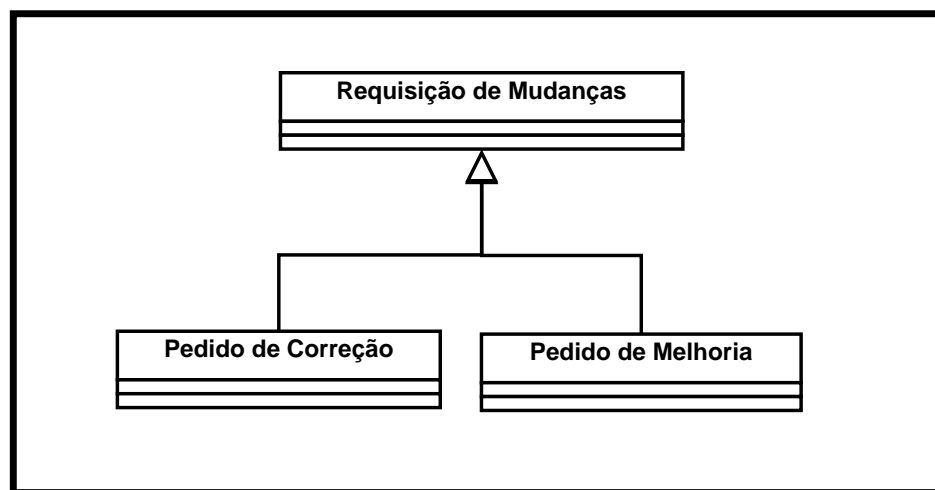 Requisição de Mudanças
Pedido de Correção
Pedido de Melhoria